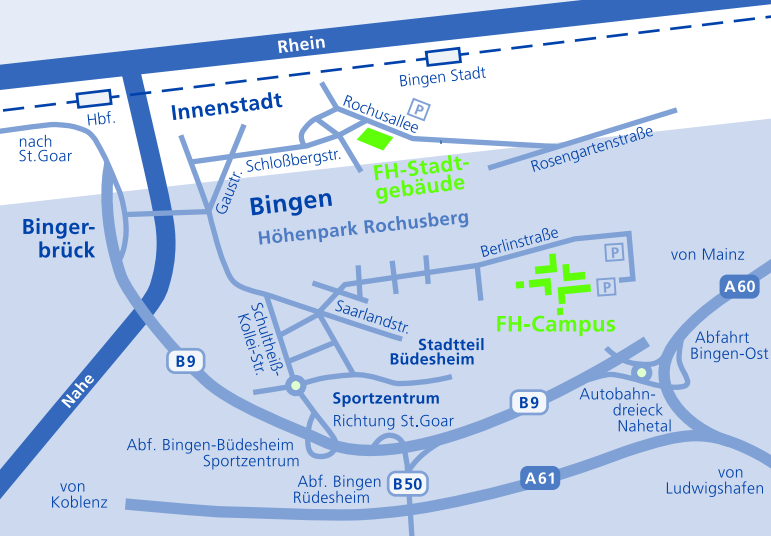 Rhein
Bingen Stadt
Hbf.
Innenstadt
P
Rochusallee
nach
St.Goar
Schloßbergstr.
Rosengartenstraße
FH-Stadt-
gebäude
Gaustr.
Bingen
Binger-
brück
Höhenpark Rochusberg
Berlinstraße
P
von Mainz
P
A60
Saarlandstr.
FH-Campus
Schultheiß-
Kollei-Str.
Stadtteil
Büdesheim
Abfahrt
Bingen-Ost
B9
Nahe
Sportzentrum
B9
Autobahn-
dreieck
Nahetal
Richtung St.Goar
Abf. Bingen-Büdesheim
Sportzentrum
Abf. Bingen
Rüdesheim
B50
A61
von
Koblenz
von
Ludwigshafen